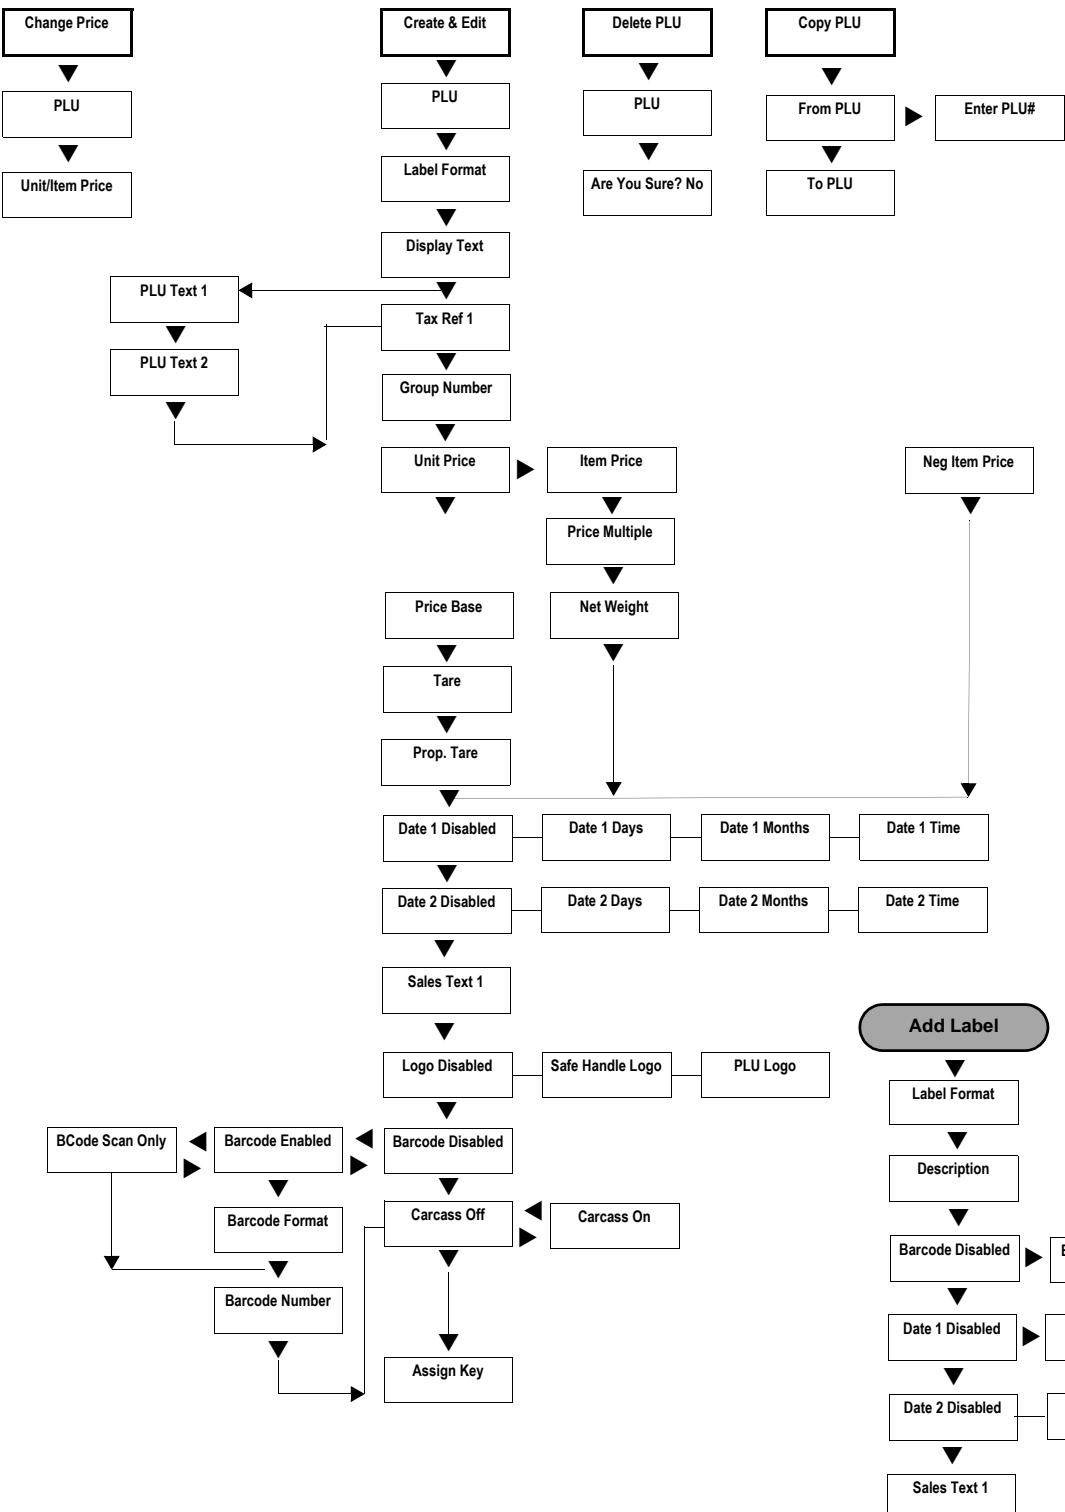 Change Price
Create & Edit
Delete PLU
Copy PLU
PLU
PLU
PLU
From PLU
Enter PLU#
Unit/Item Price
Label Format
Are You Sure? No
To PLU
Display Text
PLU Text 1
Tax Ref 1
PLU Text 2
Group Number
Unit Price
Item Price
Neg Item Price
Price Multiple
Price Base
Net Weight
Tare
Prop. Tare
Date 1 Disabled
Date 1 Days
Date 1 Months
Date 1 Time
Date 2 Disabled
Date 2 Days
Date 2 Months
Date 2 Time
Sales Text 1
Add Label
Logo Disabled
Safe Handle Logo
PLU Logo
Label Format
BCode Scan Only
Barcode Enabled
Barcode Disabled
Description
Barcode Format
Carcass Off
Carcass On
Barcode Disabled
Barcode Number
Date 1 Disabled
Assign Key
Date 2 Disabled
Sales Text 1